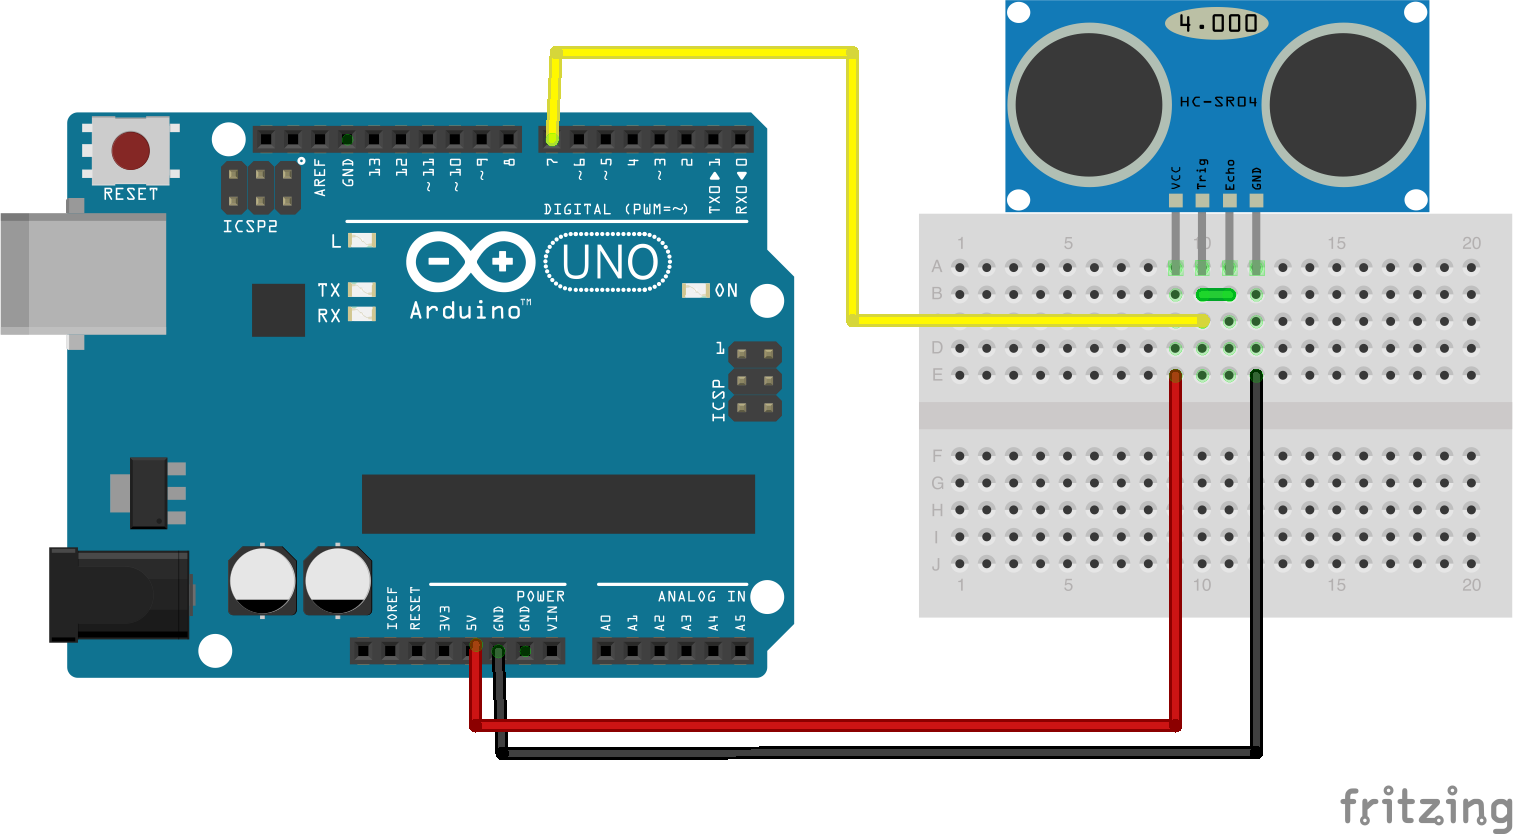 4.000
HC-SR04
VCC
Trig
Echo
GND
RESET
ICSP2
AREF
GND
13
12
~11
~10
~9
8
7
~6
~5
4
~3
2
TX0▶1
RX0◀0
DIGITAL (PWM=~)
L
TX
RX
Arduino™
UNO
ON
1
ICSP
IOREF
RESET
3V3
5V
GND
GND
VIN
POWER
ANALOG IN
A0
A1
A2
A3
A4
A5
1 5 10 15 20
A
B
D
E
F
G
H
I
J
1 5 10 15 20
fritzing